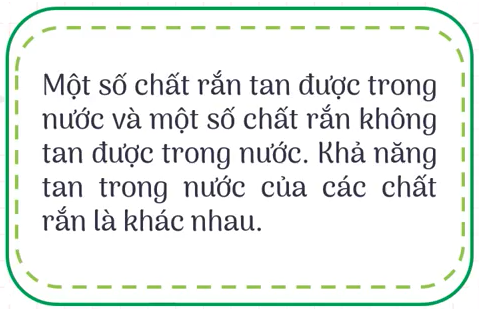 Một số chất rắn tan được trong
nước và một số chất rắn không
tan được trong nước. Khả năng
tan trong nước của các chất
rắn là khác nhau.